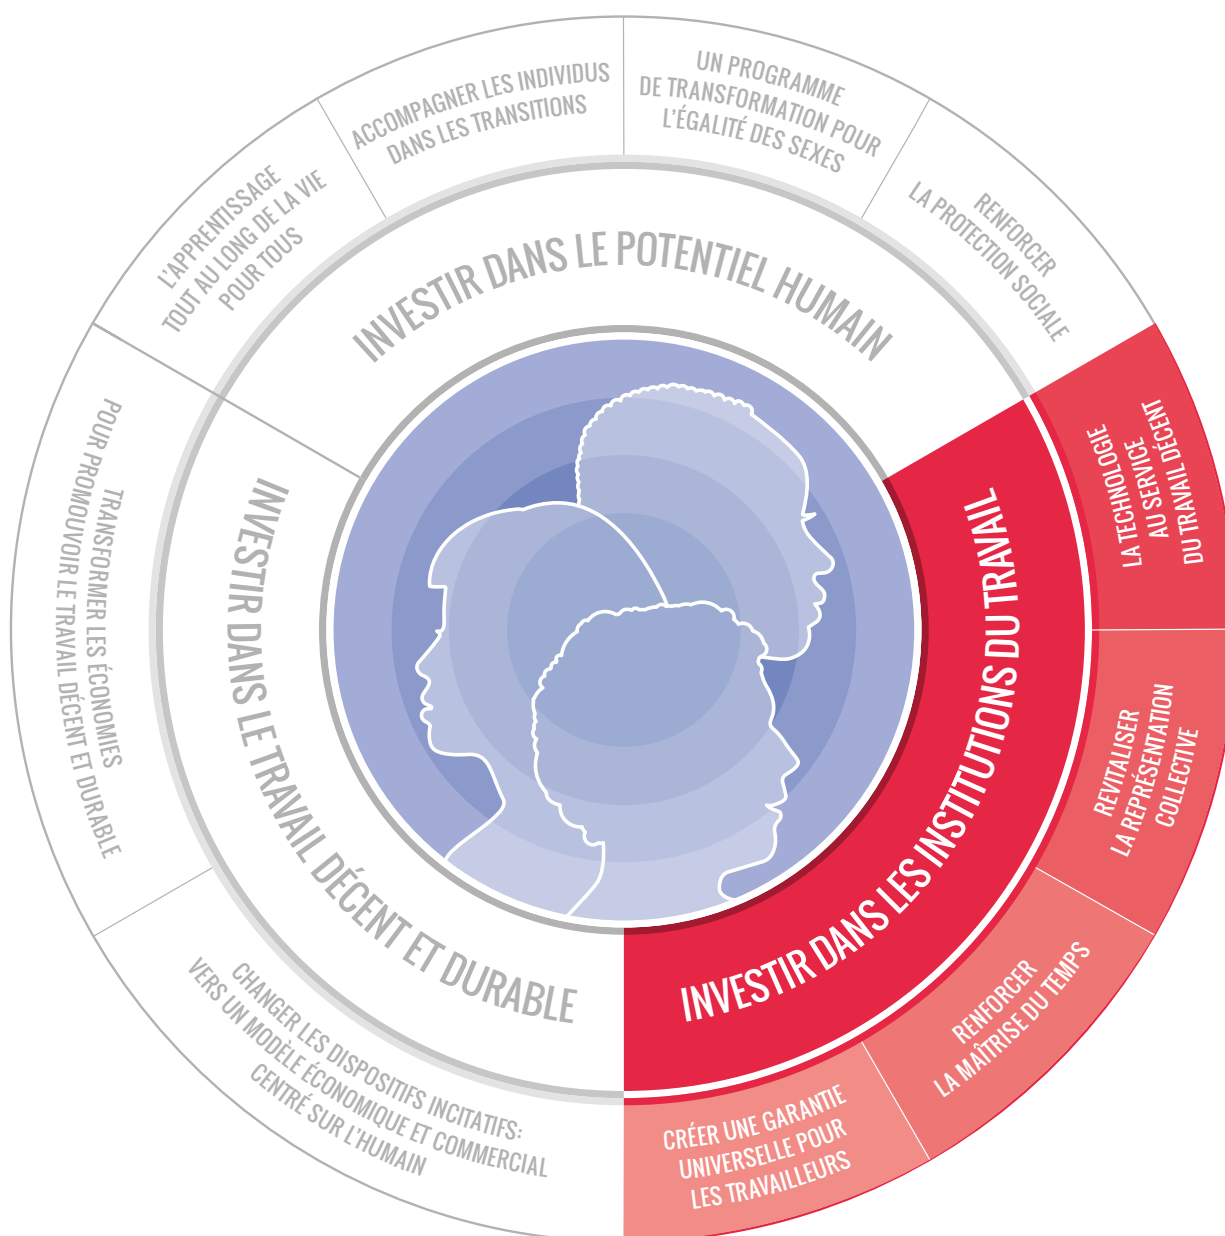 L'APPRENTISSAGE
TOUT AU LONG DE LA VIE
POUR TOUS
ACCOMPAGNER LES INDIVIDUS
DANS LES TRANSITIONS
UN PROGRAMME
DE TRANSFORMATION POUR
L'ÉGALITÉ DES SEXES
RENFORCER
LA PROTECTION SOCIALE
INVESTIR DANS LE POTENTIEL HUMAIN
LA TECHNOLOGIE
AU SERVICE
DU TRAVAIL DÉCENT
REVITALISER
LA REPRÉSENTATION
COLLECTIVE
RENFORCER
LA MAÎTRISE DU TEMPS
CRÉER UNE GARANTIE
UNIVERSELLE POUR
LES TRAVAILLEURS
INVESTIR DANS LES INSTITUTIONS DU TRAVAIL
TRANSFORMER LES ÉCONOMIES
POUR PROMOUVOIR LE TRAVAIL DÉCENT ET DURABLE
CHANGER LES DISPOSITIFS INCITATIFS:
VERS UN MODÈLE ÉCONOMIQUE ET COMMERCIAL
CENTRÉ SUR L'HUMAIN
INVESTIR DANS LE TRAVAIL DÉCENT ET DURABLE